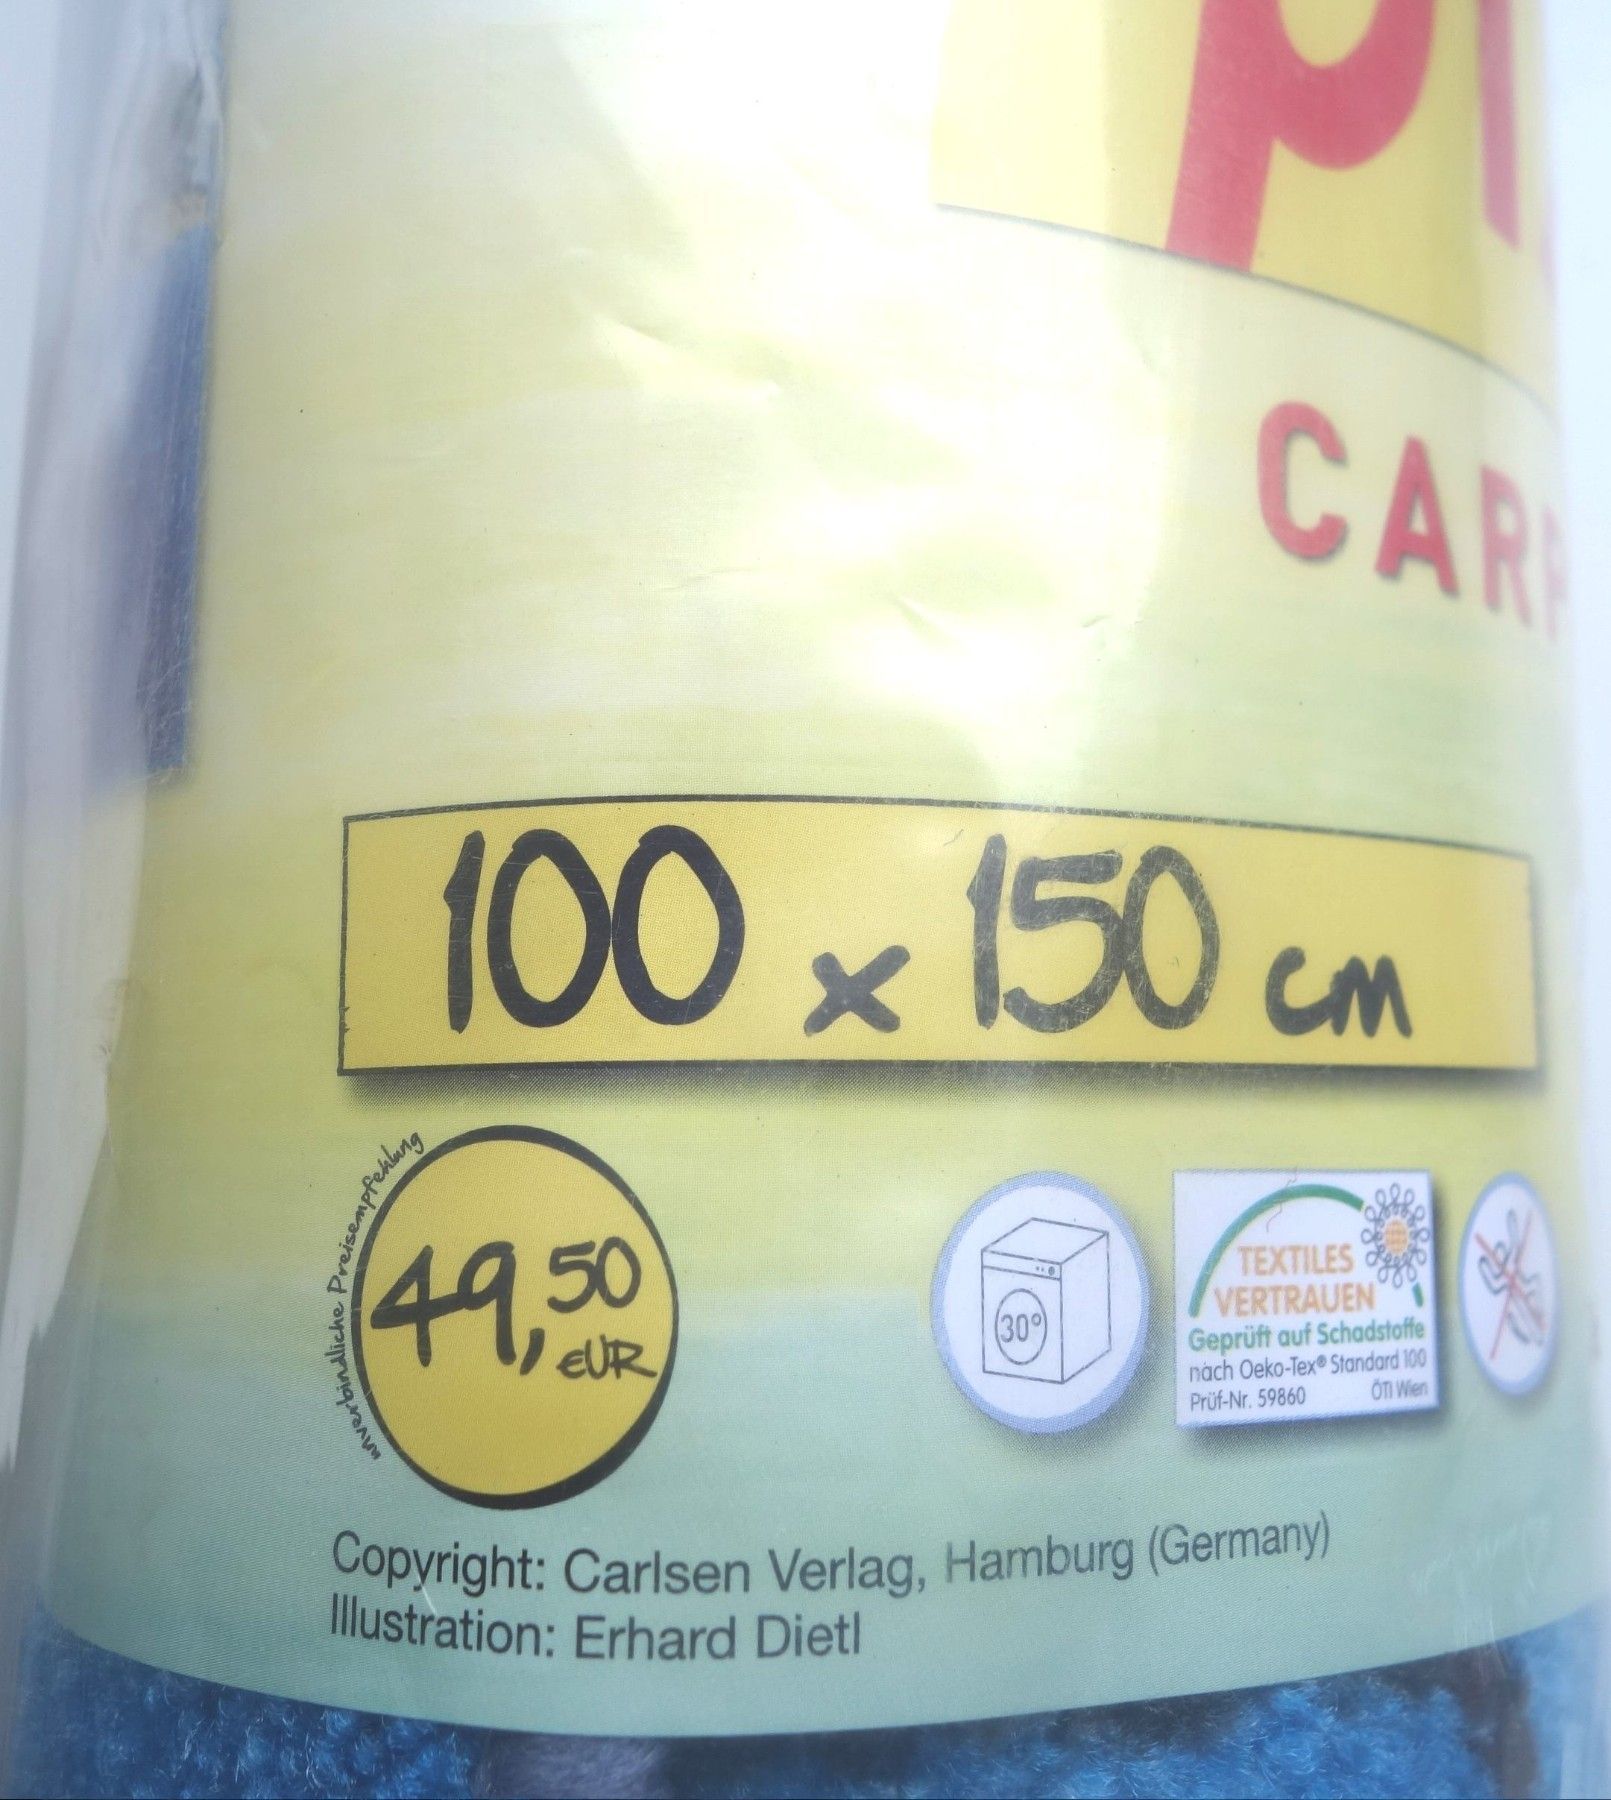 100 x 150 cm
unverbindliche Preisempfehlung
49,50
EUR
30°
TEXTILES
VERTRAUEN
Geprüft auf Schadstoffe
nach Oeko-Tex® Standard 100
Prüf-Nr. 59860 ÖTI Wien
Copyright: Carlsen Verlag, Hamburg (Germany)
Illustration: Erhard Dietl